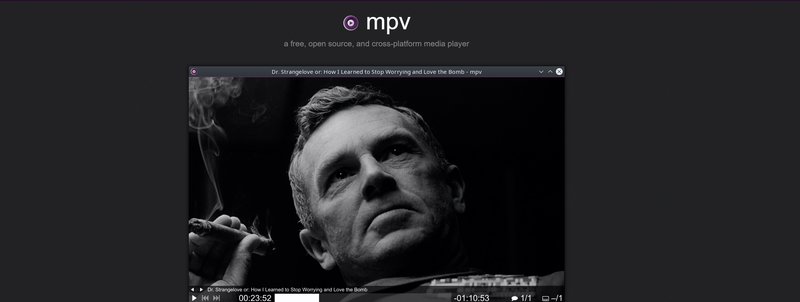 mpv
a free, open source, and cross-platform media player
Dr. Strangelove or: How I Learned to Stop Worrying and Love the Bomb - mpv
Dr. Strangelove or: How I Learned to Stop Worrying and Love the Bomb
00:23:52 -01:10:53 1/1 –/1